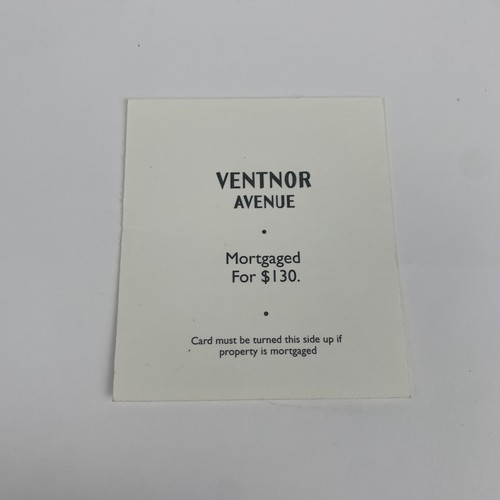 VENTNOR
AVENUE
•
Mortgaged
For $130.
•
Card must be turned this side up if
property is mortgaged